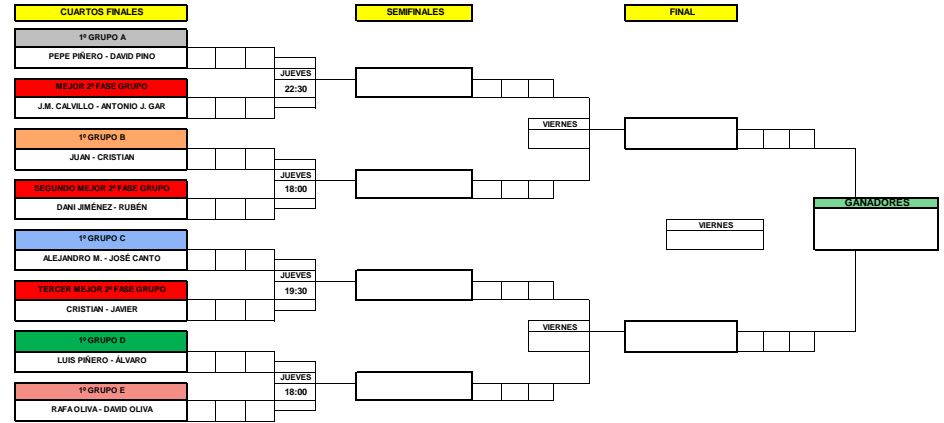 CUARTOS FINALES
SEMIFINALES
FINAL
1º GRUPO A
PEPE PIÑERO - DAVID PINO
JUEVES
22:30
MEJOR 2º FASE GRUPO
J.M. CALVILLO - ANTONIO J. GAR
VIERNES
1º GRUPO B
JUAN - CRISTIAN
JUEVES
18:00
SEGUNDO MEJOR 2º FASE GRUPO
DANI JIMÉNEZ - RUBÉN
GANADORES
VIERNES
1º GRUPO C
ALEJANDRO M. - JOSÉ CANTO
JUEVES
19:30
TERCER MEJOR 2º FASE GRUPO
CRISTIAN - JAVIER
VIERNES
1º GRUPO D
LUIS PIÑERO - ÁLVARO
JUEVES
18:00
1º GRUPO E
RAFA OLIVA - DAVID OLIVA